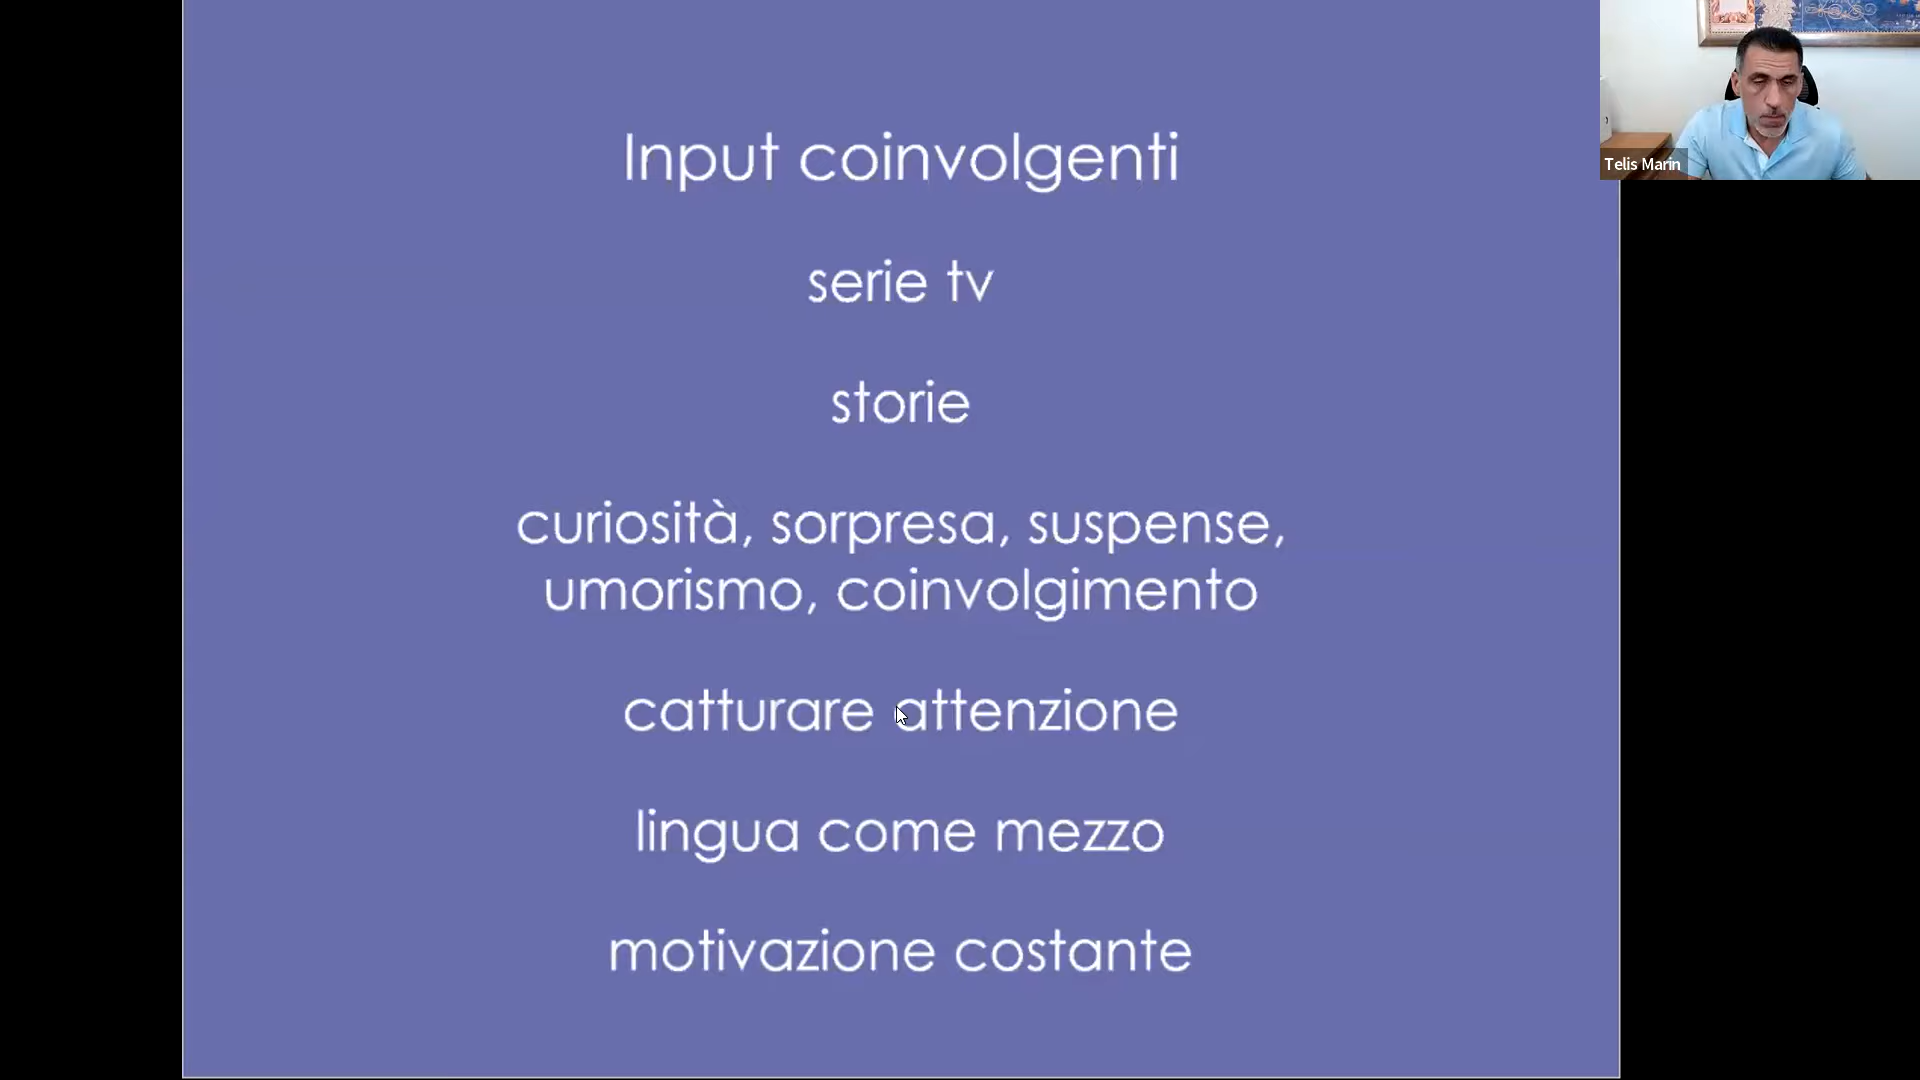 Input coinvolgenti
serie tv
storie
curiosità, sorpresa, suspense,
umorismo, coinvolgimento
catturare attenzione
lingua come mezzo
motivazione costante
Telis Marin